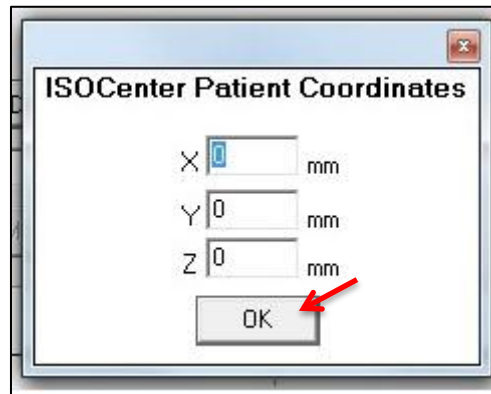 ISOCenter Patient Coordinates
X 0 mm
Y 0 mm
Z 0 mm
OK